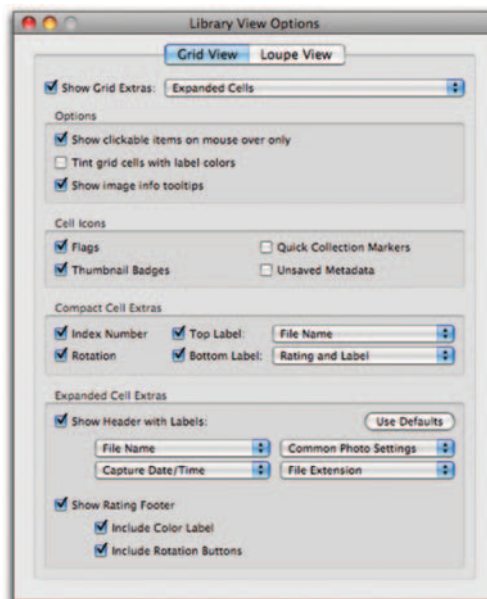 Library View Options
Grid View Loupe View
Show Grid Extras: Expanded Cells
Options
Show clickable items on mouse over only
Tint grid cells with label colors
Show image info tooltips
Cell Icons
Flags Quick Collection Markers
Thumbnail Badges Unsaved Metadata
Compact Cell Extras
Index Number Top Label: File Name
Rotation Bottom Label: Rating and Label
Expanded Cell Extras
Show Header with Labels: Use Defaults
File Name Common Photo Settings
Capture Date/Time File Extension
Show Rating Footer
Include Color Label
Include Rotation Buttons